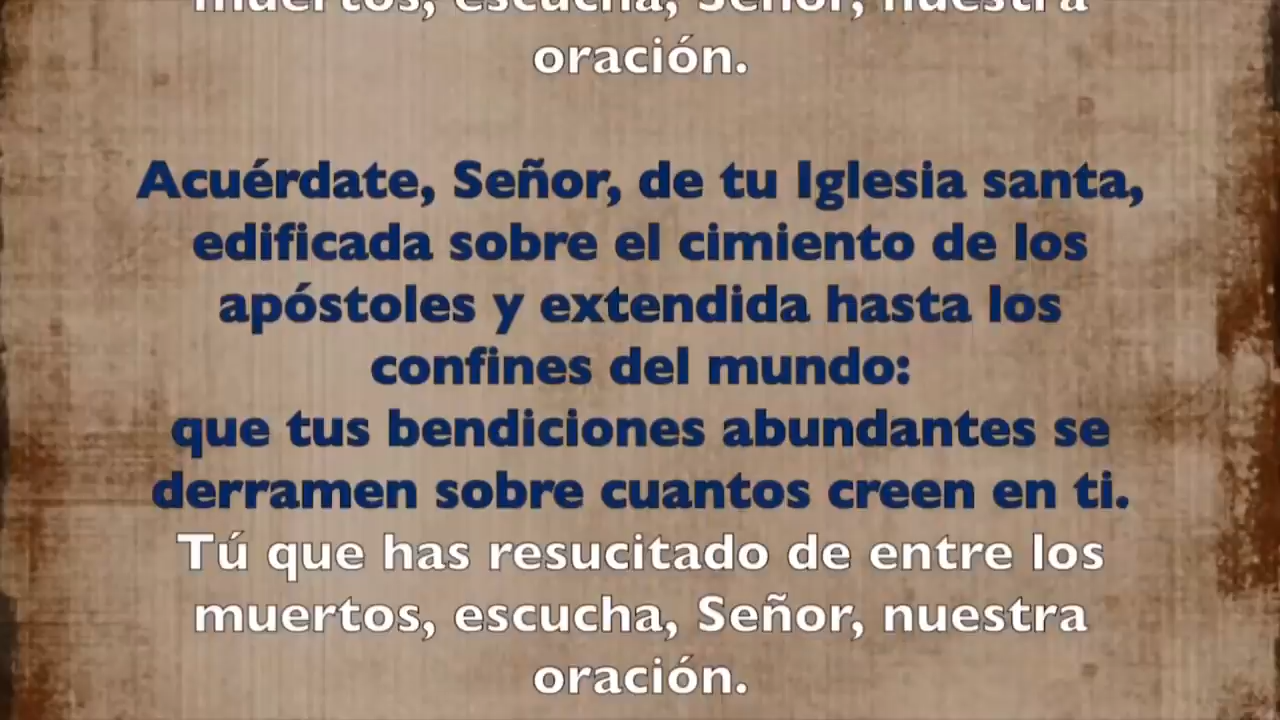 muertos, escucha, Señor, nuestra
oración.
Acuérdate, Señor, de tu Iglesia santa,
edificada sobre el cimiento de los
apóstoles y extendida hasta los
confines del mundo:
que tus bendiciones abundantes se
derramen sobre cuantos creen en ti.
Tú que has resucitado de entre los
muertos, escucha, Señor, nuestra
oración.